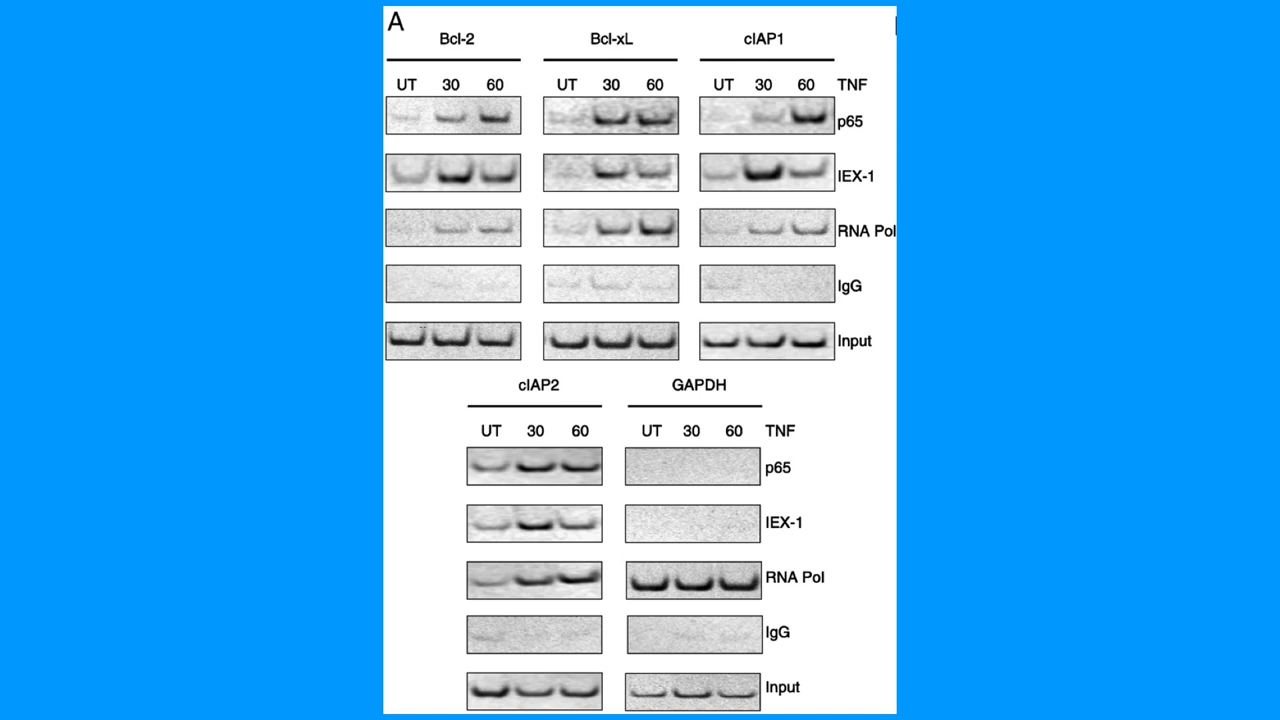 A
Bcl-2 Bcl-xL cIAP1
UT 30 60 UT 30 60 UT 30 60 TNF
p65
IEX-1
RNA Pol
IgG
Input
cIAP2 GAPDH
UT 30 60 UT 30 60 TNF
p65
IEX-1
RNA Pol
IgG
Input